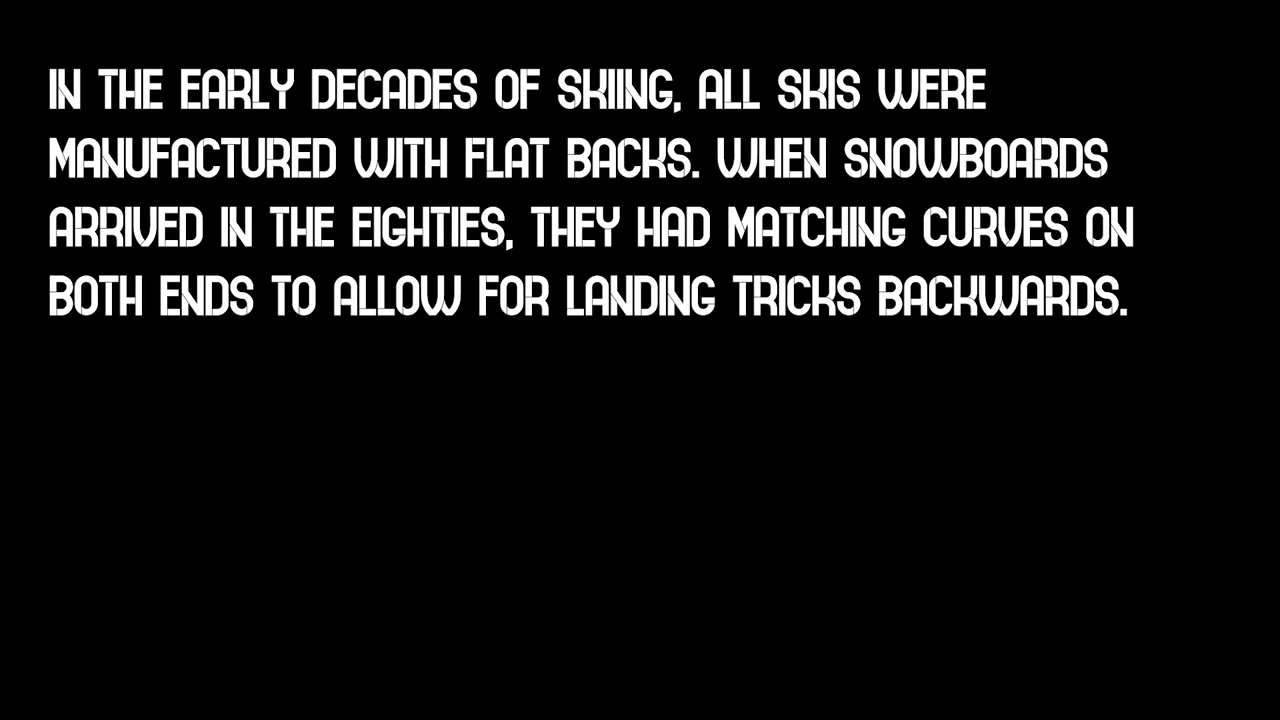 IN THE EARLY DECADES OF SKIING, ALL SKIS WERE
MANUFACTURED WITH FLAT BACKS. WHEN SNOWBOARDS
ARRIVED IN THE EIGHTIES, THEY HAD MATCHING CURVES ON
BOTH ENDS TO ALLOW FOR LANDING TRICKS BACKWARDS.